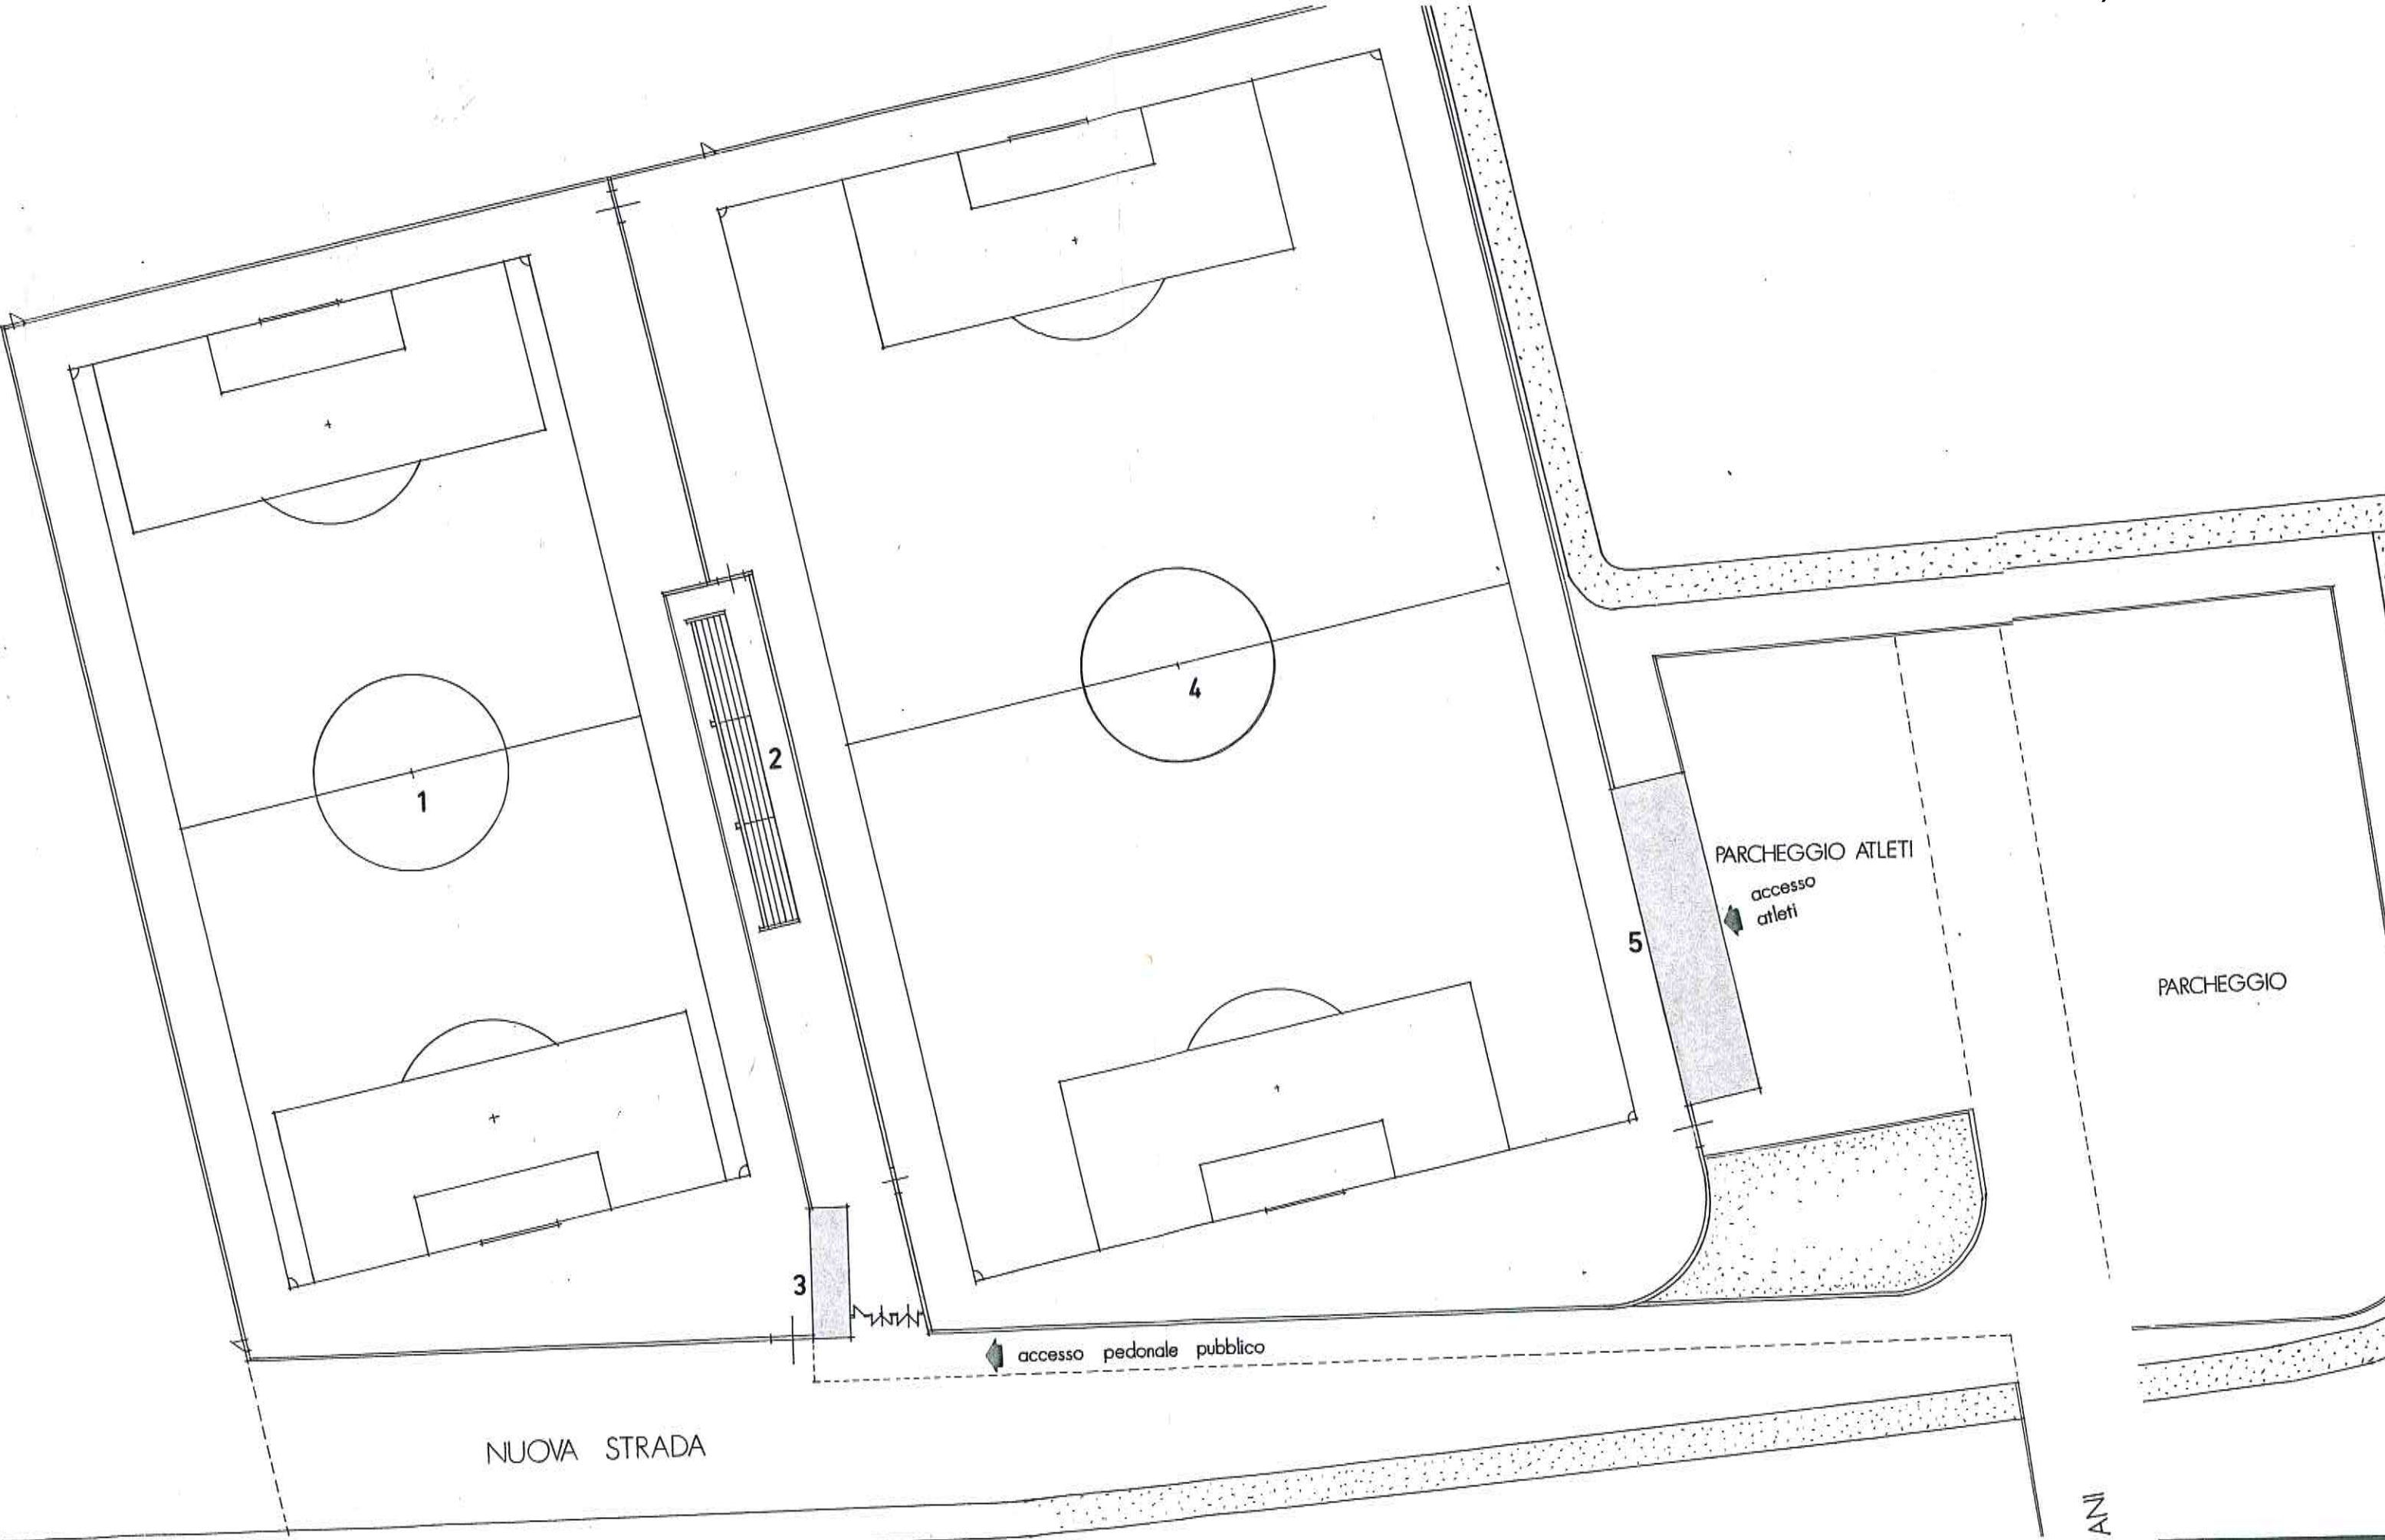 1
2
3
4
5
PARCHEGGIO ATLETI
accesso
atleti
PARCHEGGIO
accesso pedonale pubblico
NUOVA STRADA
ANI